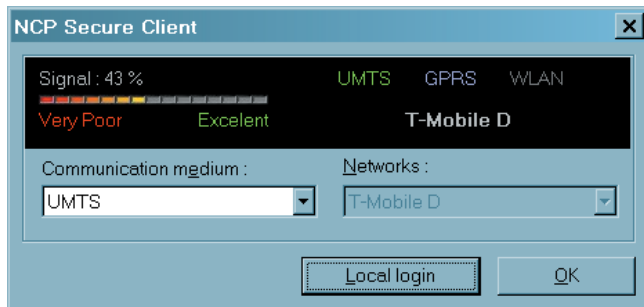 NCP Secure Client
Signal : 43 % UMTS GPRS WLAN
Very Poor Excelent T-Mobile D
Communication medium : Networks :
UMTS T-Mobile D
Local login OK